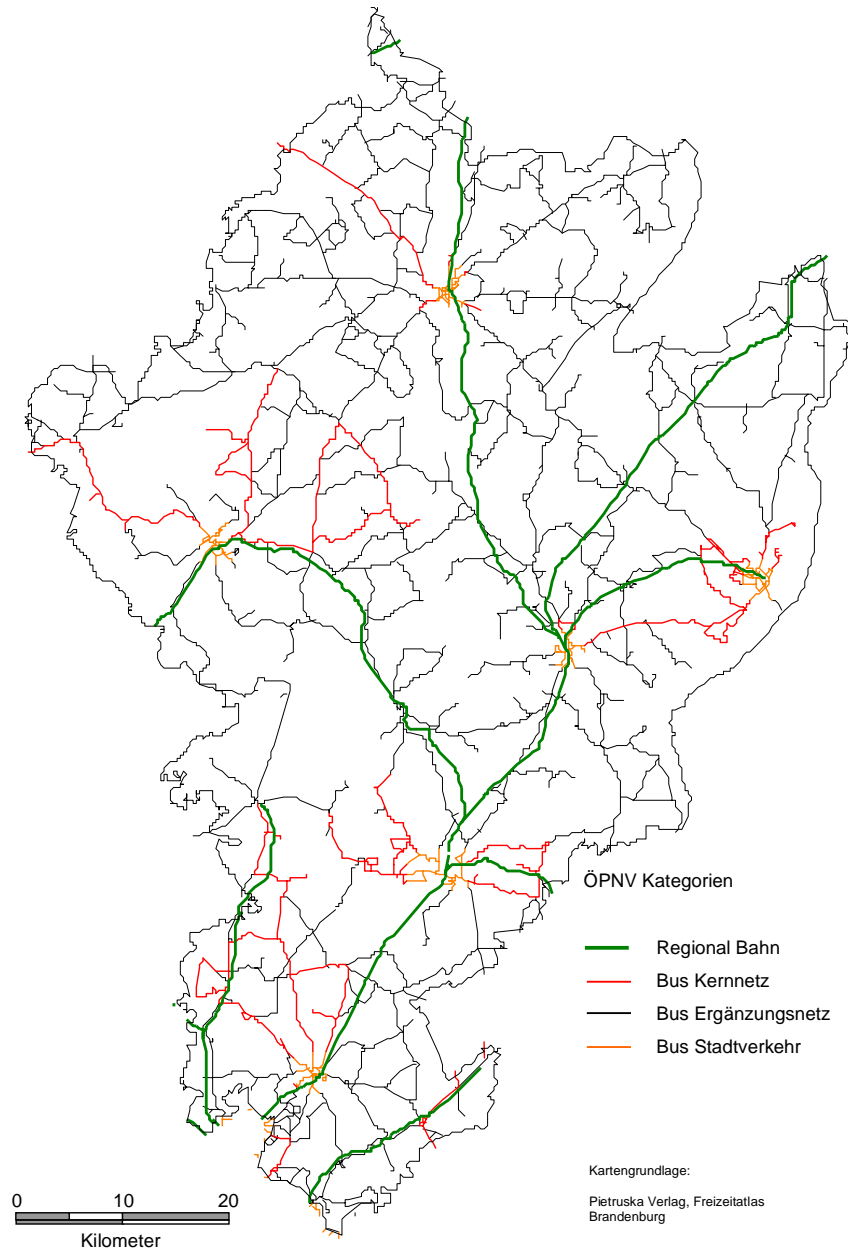 ÖPNV Kategorien
Regional Bahn
Bus Kernnetz
Bus Ergänzungsnetz
Bus Stadtverkehr
Kartengrundlage:
Pietruska Verlag, Freizeitatlas
Brandenburg
0 10 20
Kilometer